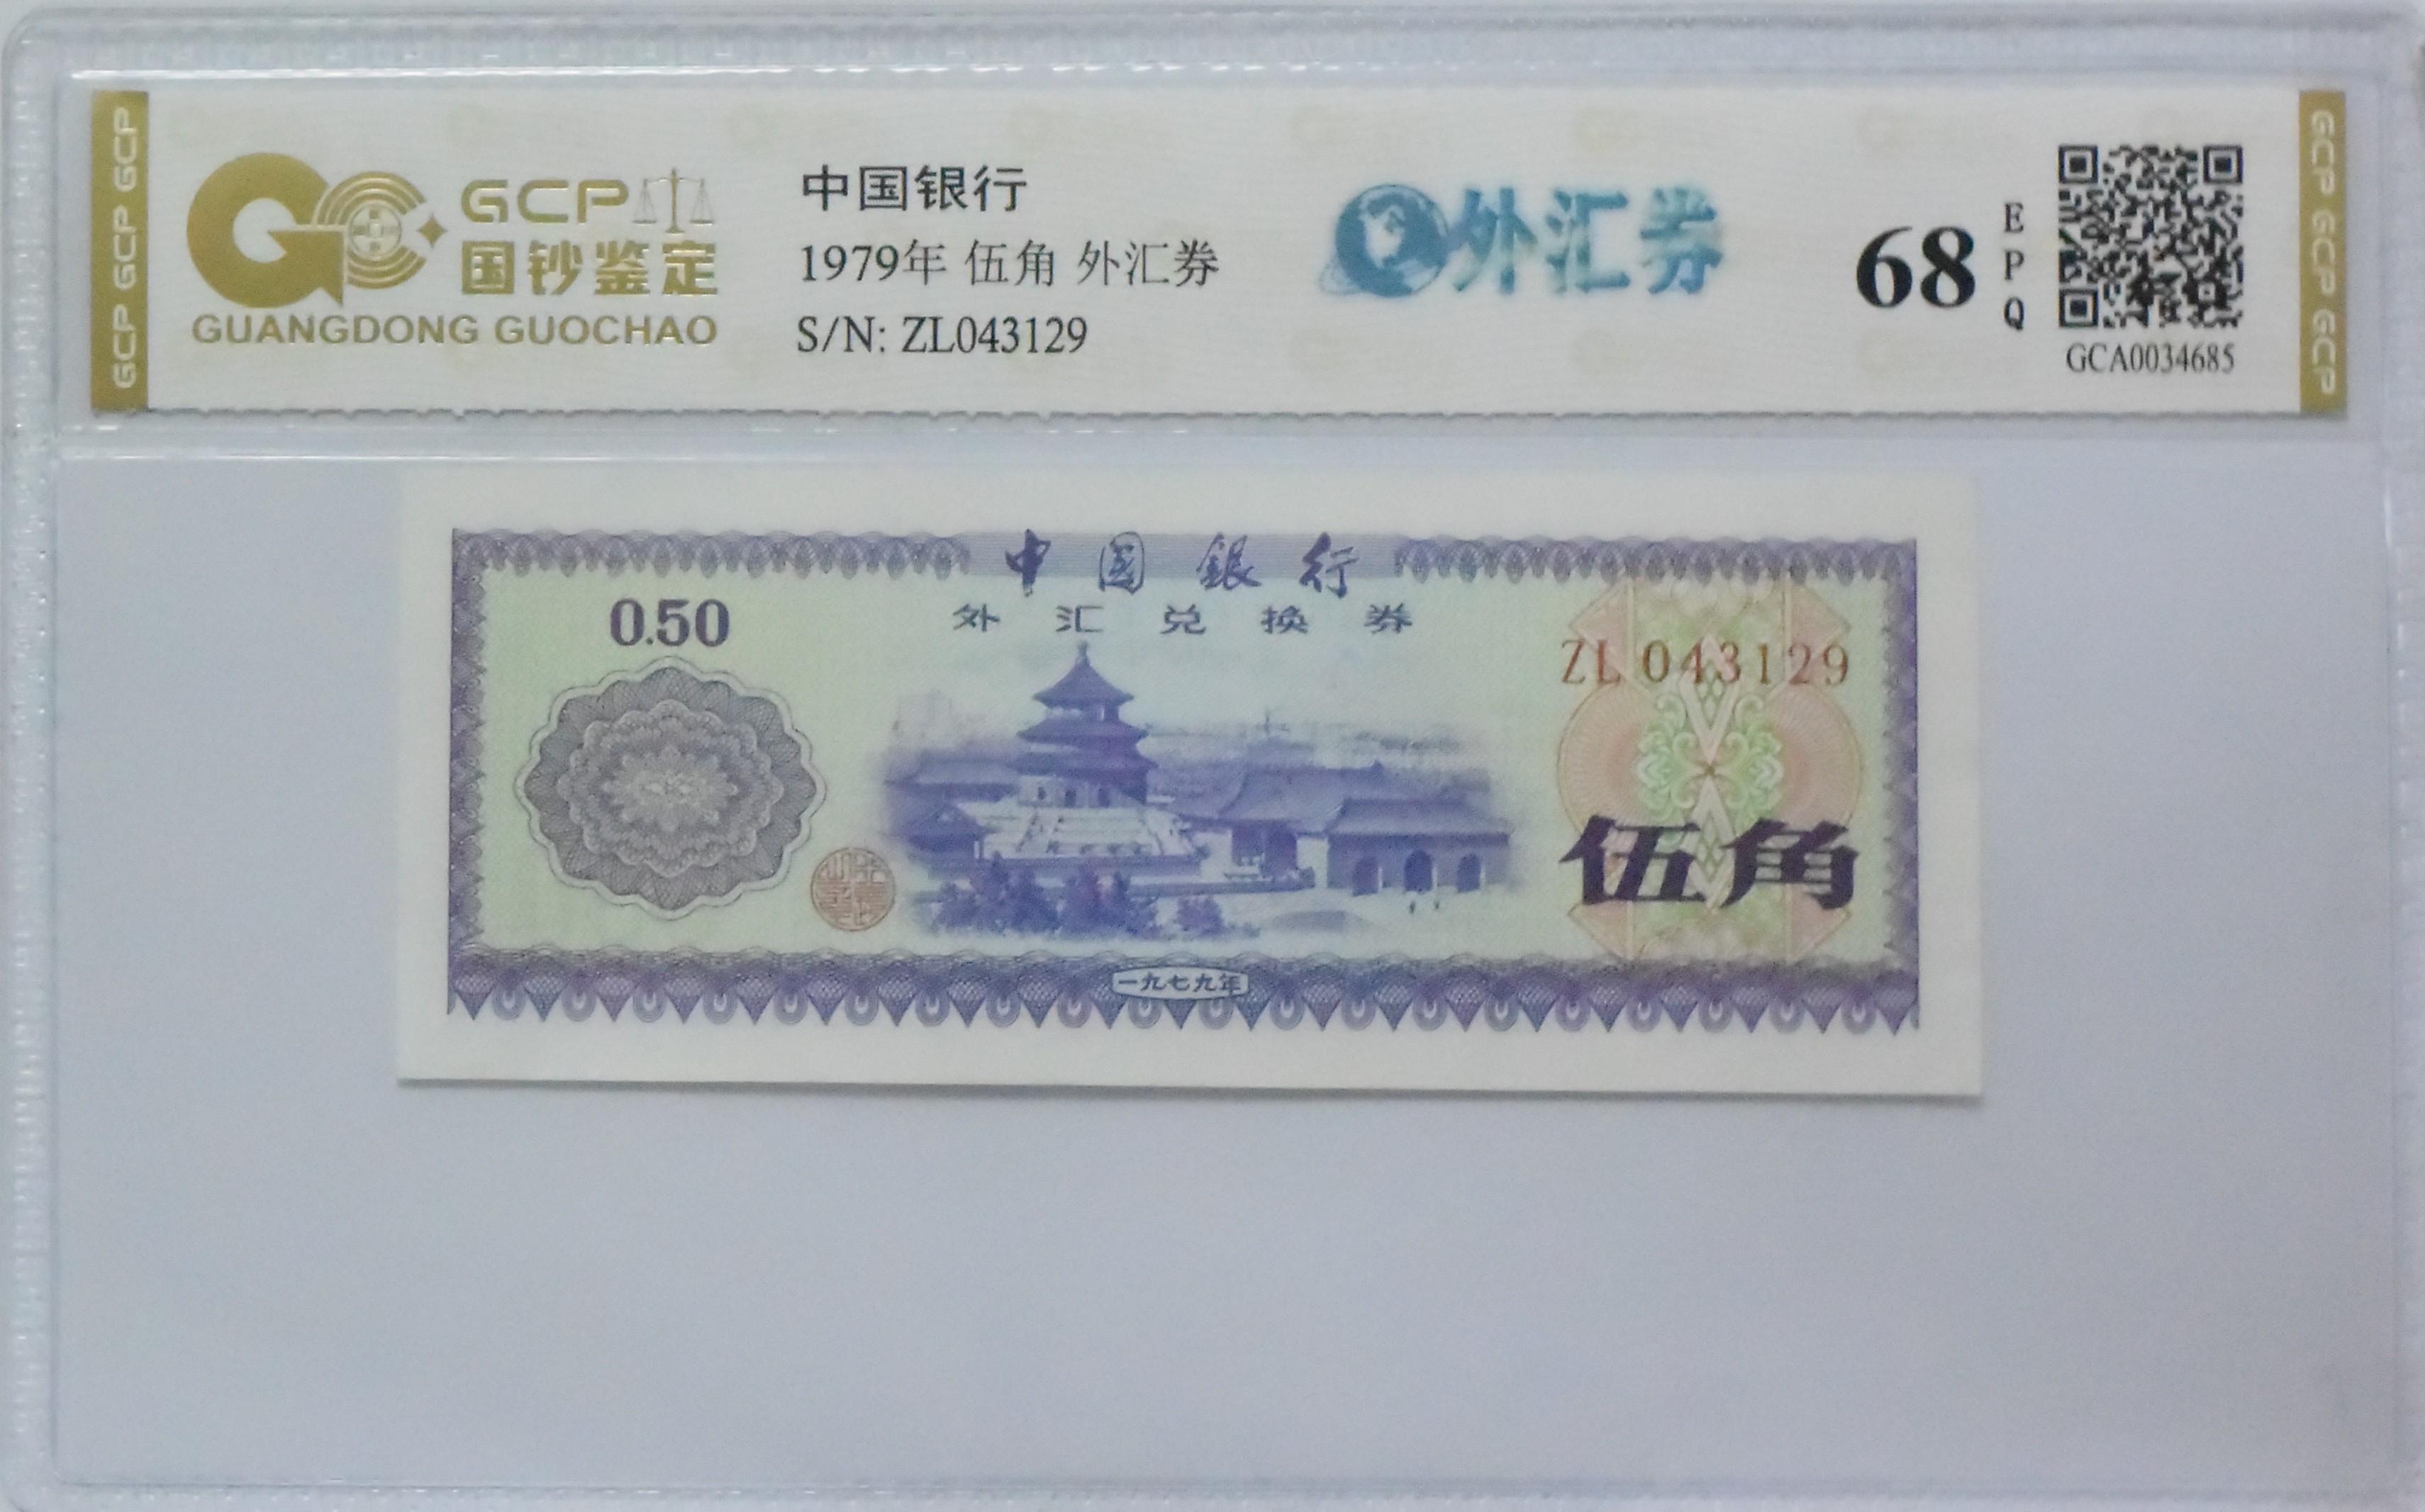 GCP GCP GCP
GCP
国钞鉴定
GUANGDONG GUOCHAO
中国银行
1979年 伍角 外汇券
S/N: ZL043129
外汇券
68
E
P
Q
GCA0034685
GCP GCP GCP GCP
中国銀行
外汇兑换券
0.50
ZL 043129
伍角
一九七九年